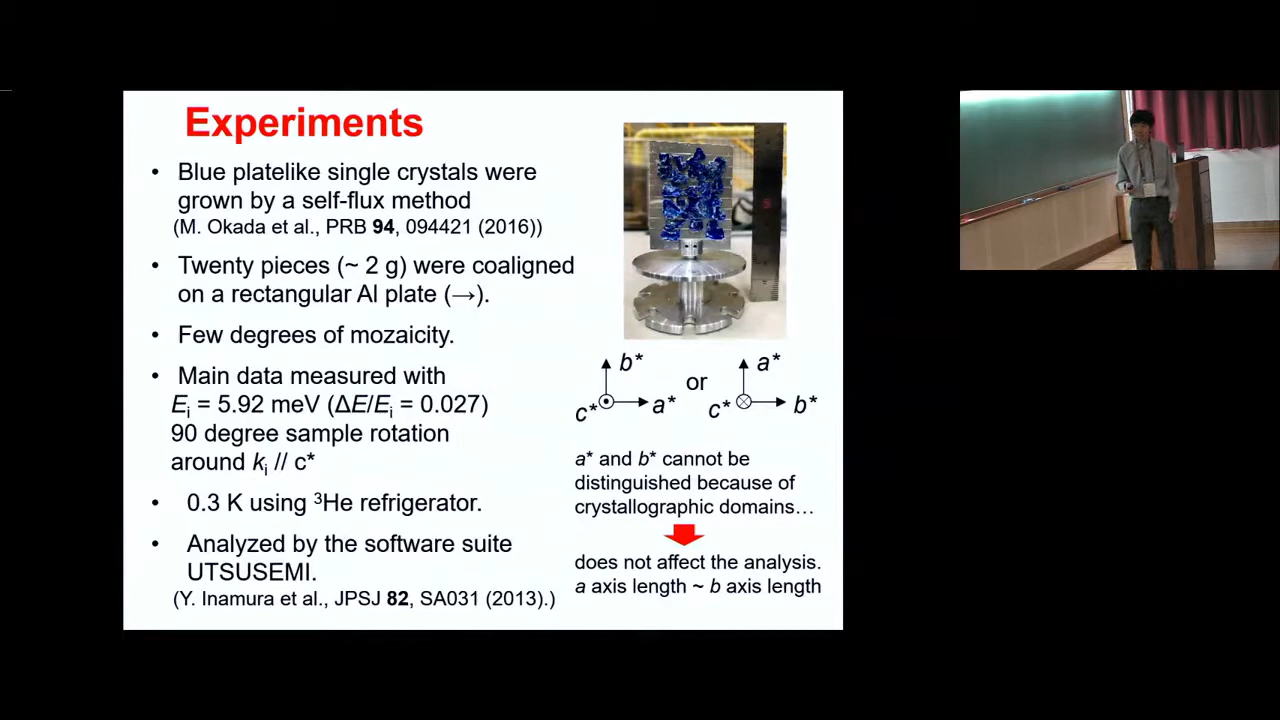 Experiments
• Blue platelike single crystals were
grown by a self-flux method
(M. Okada et al., PRB 94, 094421 (2016))
• Twenty pieces (~ 2 g) were coaligned
on a rectangular Al plate (→).
• Few degrees of mozaicity.
• Main data measured with
Ei = 5.92 meV (ΔE/Ei = 0.027)
90 degree sample rotation
around ki // c*
• 0.3 K using ³He refrigerator.
• Analyzed by the software suite
UTSUSEMI.
(Y. Inamura et al., JPSJ 82, SA031 (2013).)
b*
c* a*
or
a*
c* b*
a* and b* cannot be
distinguished because of
crystallographic domains…
does not affect the analysis.
a axis length ~ b axis length